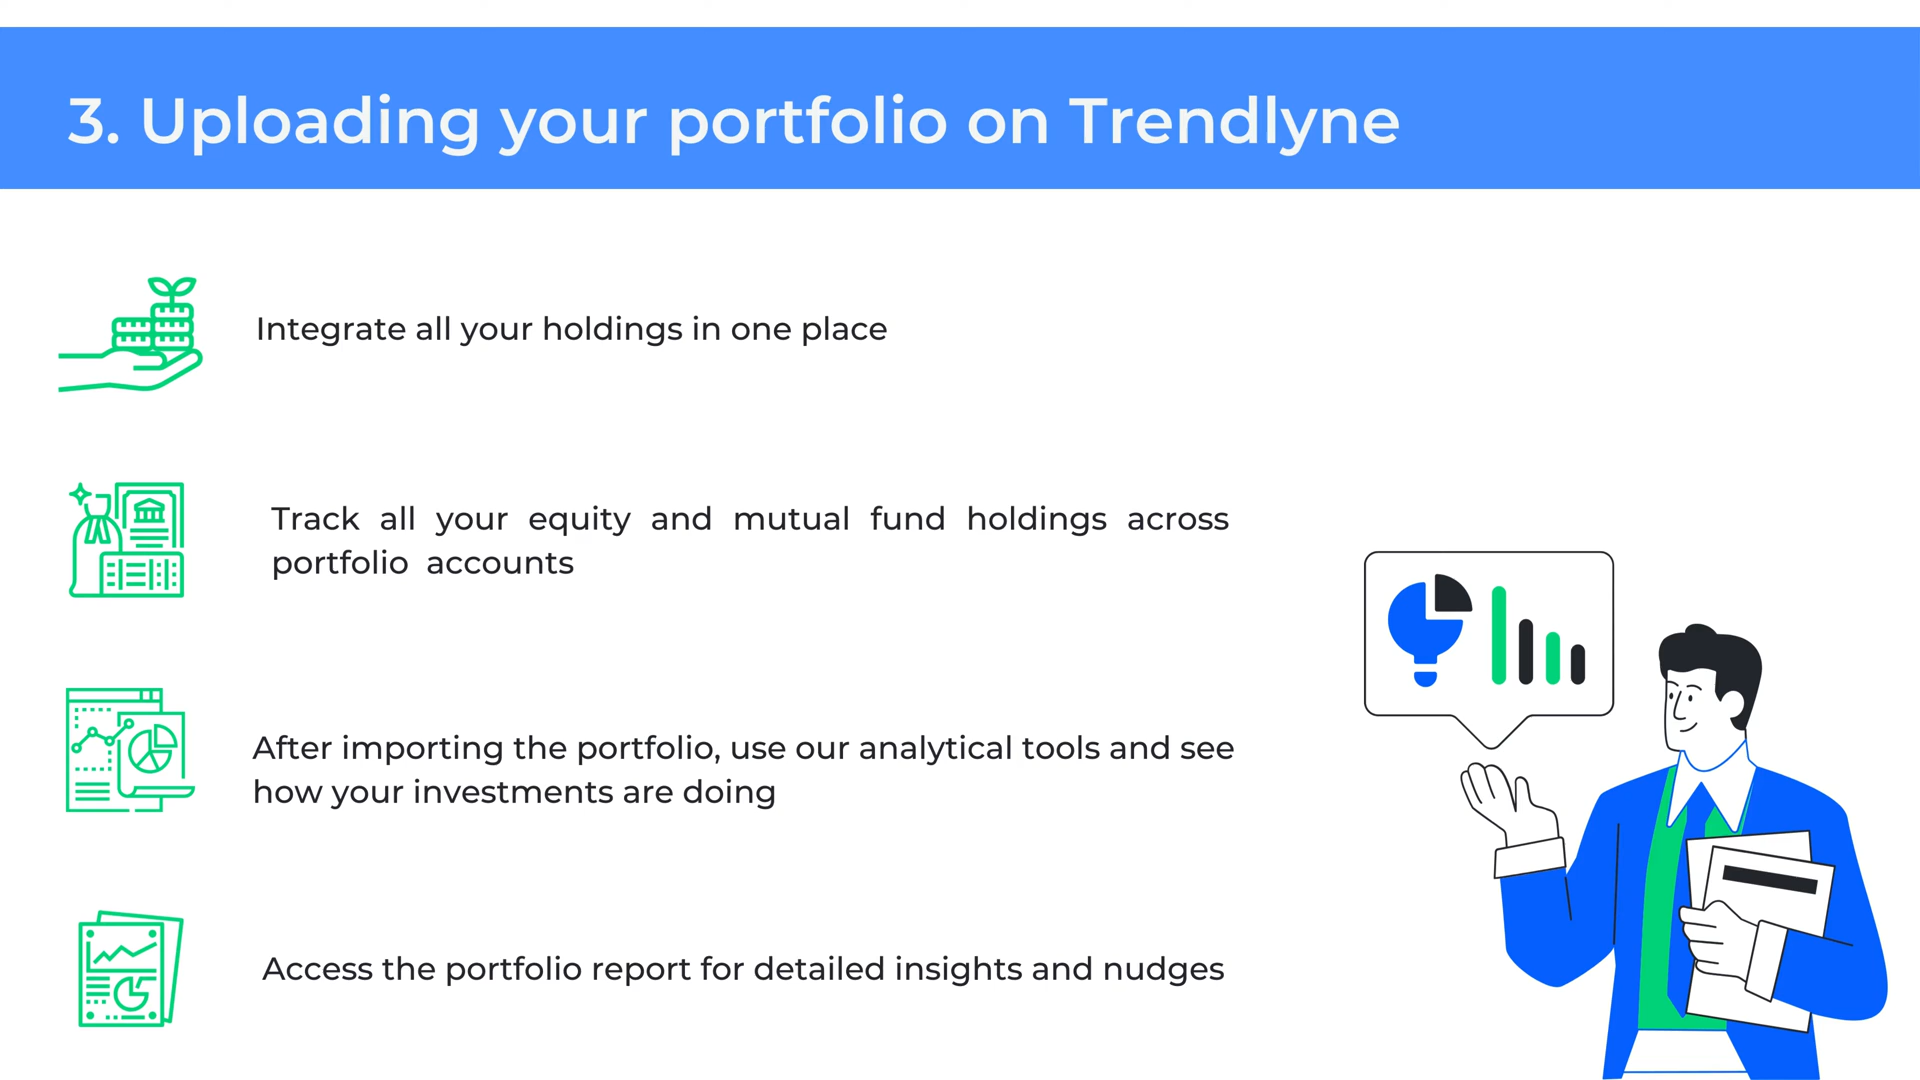 3. Uploading your portfolio on Trendlyne
Integrate all your holdings in one place
Track all your equity and mutual fund holdings across
portfolio accounts
After importing the portfolio, use our analytical tools and see
how your investments are doing
Access the portfolio report for detailed insights and nudges